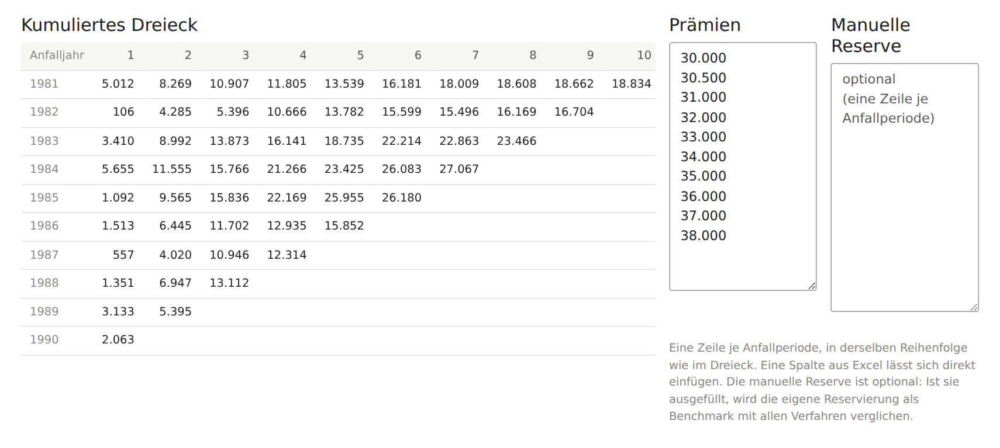 Kumuliertes Dreieck
Anfalljahr 1 2 3 4 5 6 7 8 9 10
1981 5.012 8.269 10.907 11.805 13.539 16.181 18.009 18.608 18.662 18.834
1982 106 4.285 5.396 10.666 13.782 15.599 15.496 16.169 16.704
1983 3.410 8.992 13.873 16.141 18.735 22.214 22.863 23.466
1984 5.655 11.555 15.766 21.266 23.425 26.083 27.067
1985 1.092 9.565 15.836 22.169 25.955 26.180
1986 1.513 6.445 11.702 12.935 15.852
1987 557 4.020 10.946 12.314
1988 1.351 6.947 13.112
1989 3.133 5.395
1990 2.063
Prämien
30.000
30.500
31.000
32.000
33.000
34.000
35.000
36.000
37.000
38.000
Manuelle
Reserve
optional
(eine Zeile je
Anfallperiode)
Eine Zeile je Anfallperiode, in derselben Reihenfolge
wie im Dreieck. Eine Spalte aus Excel lässt sich direkt
einfügen. Die manuelle Reserve ist optional: Ist sie
ausgefüllt, wird die eigene Reservierung als
Benchmark mit allen Verfahren verglichen.